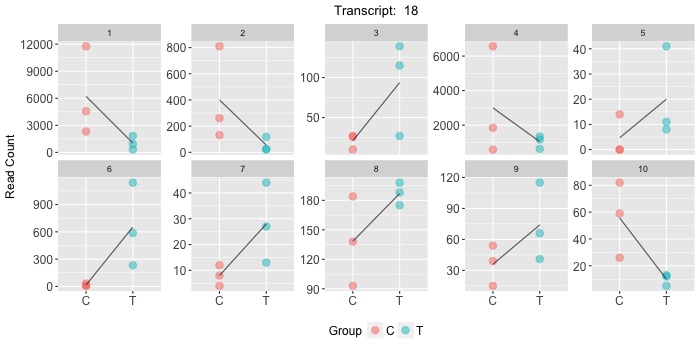 Transcript: 18
1 2 3 4 5
12000 9000 6000 3000 0
800 600 400 200 0
100 50
6000 2000
40 30 20 10 0
Read Count
6 7 8 9 10
900 600 300 0
40 30 20 10
180 150 120 90
120 90 60 30
80 60 40 20
C T C T C T C T C T
Group C T